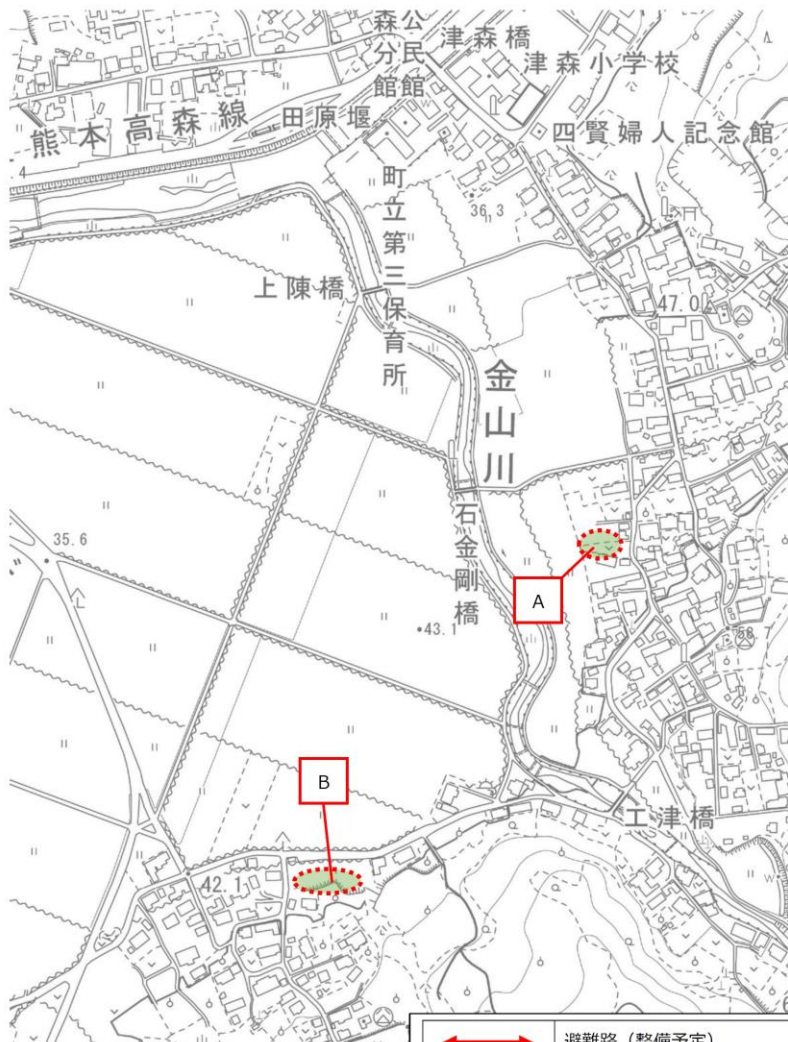 公民館
森分館
津森橋
津森小学校
熊本高森線
田原堰
四賢婦人記念館
町立第三保育所
36.3
上陳橋
47.0
金山川
石金剛橋
35.6
A
43.1
58.7
B
工津橋
42.1
避難路（整備予定）